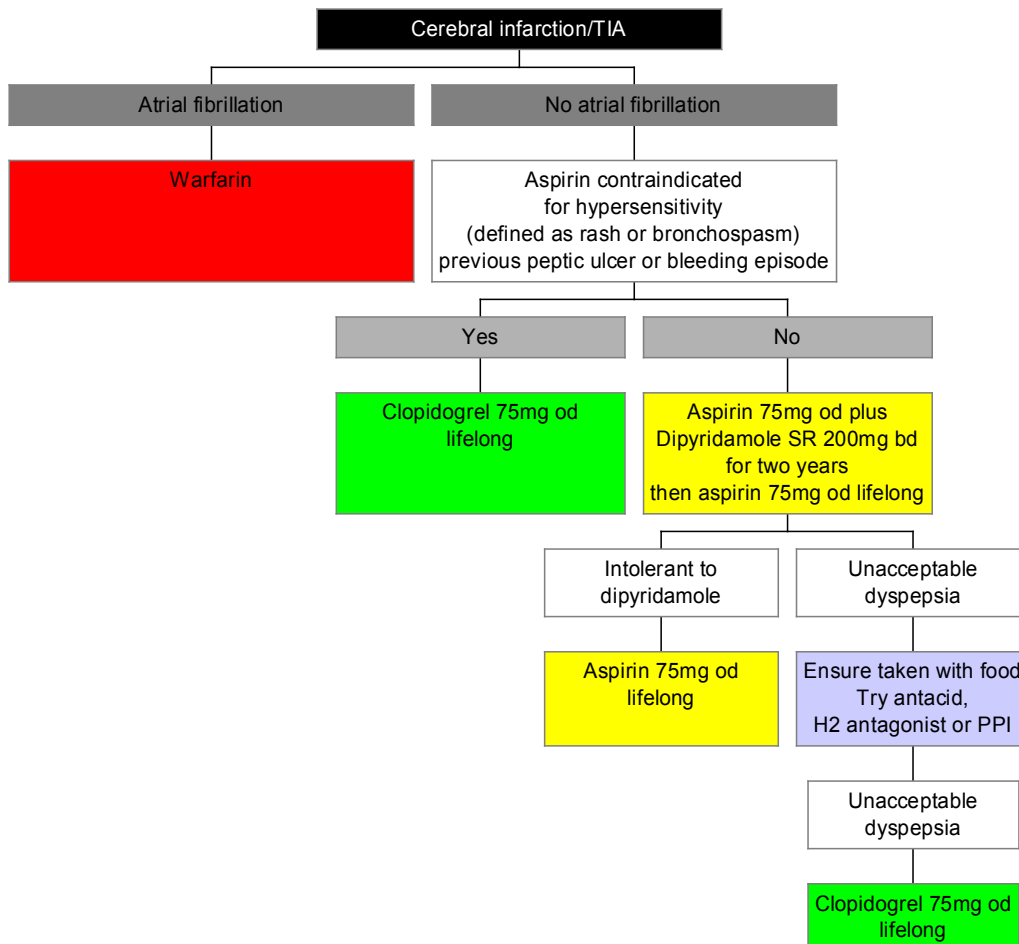 Cerebral infarction/TIA
Atrial fibrillation
No atrial fibrillation
Warfarin
Aspirin contraindicated
for hypersensitivity
(defined as rash or bronchospasm)
previous peptic ulcer or bleeding episode
Yes
No
Clopidogrel 75mg od
lifelong
Aspirin 75mg od plus
Dipyridamole SR 200mg bd
for two years
then aspirin 75mg od lifelong
Intolerant to
dipyridamole
Unacceptable
dyspepsia
Aspirin 75mg od
lifelong
Ensure taken with food
Try antacid,
H2 antagonist or PPI
Unacceptable
dyspepsia
Clopidogrel 75mg od
lifelong